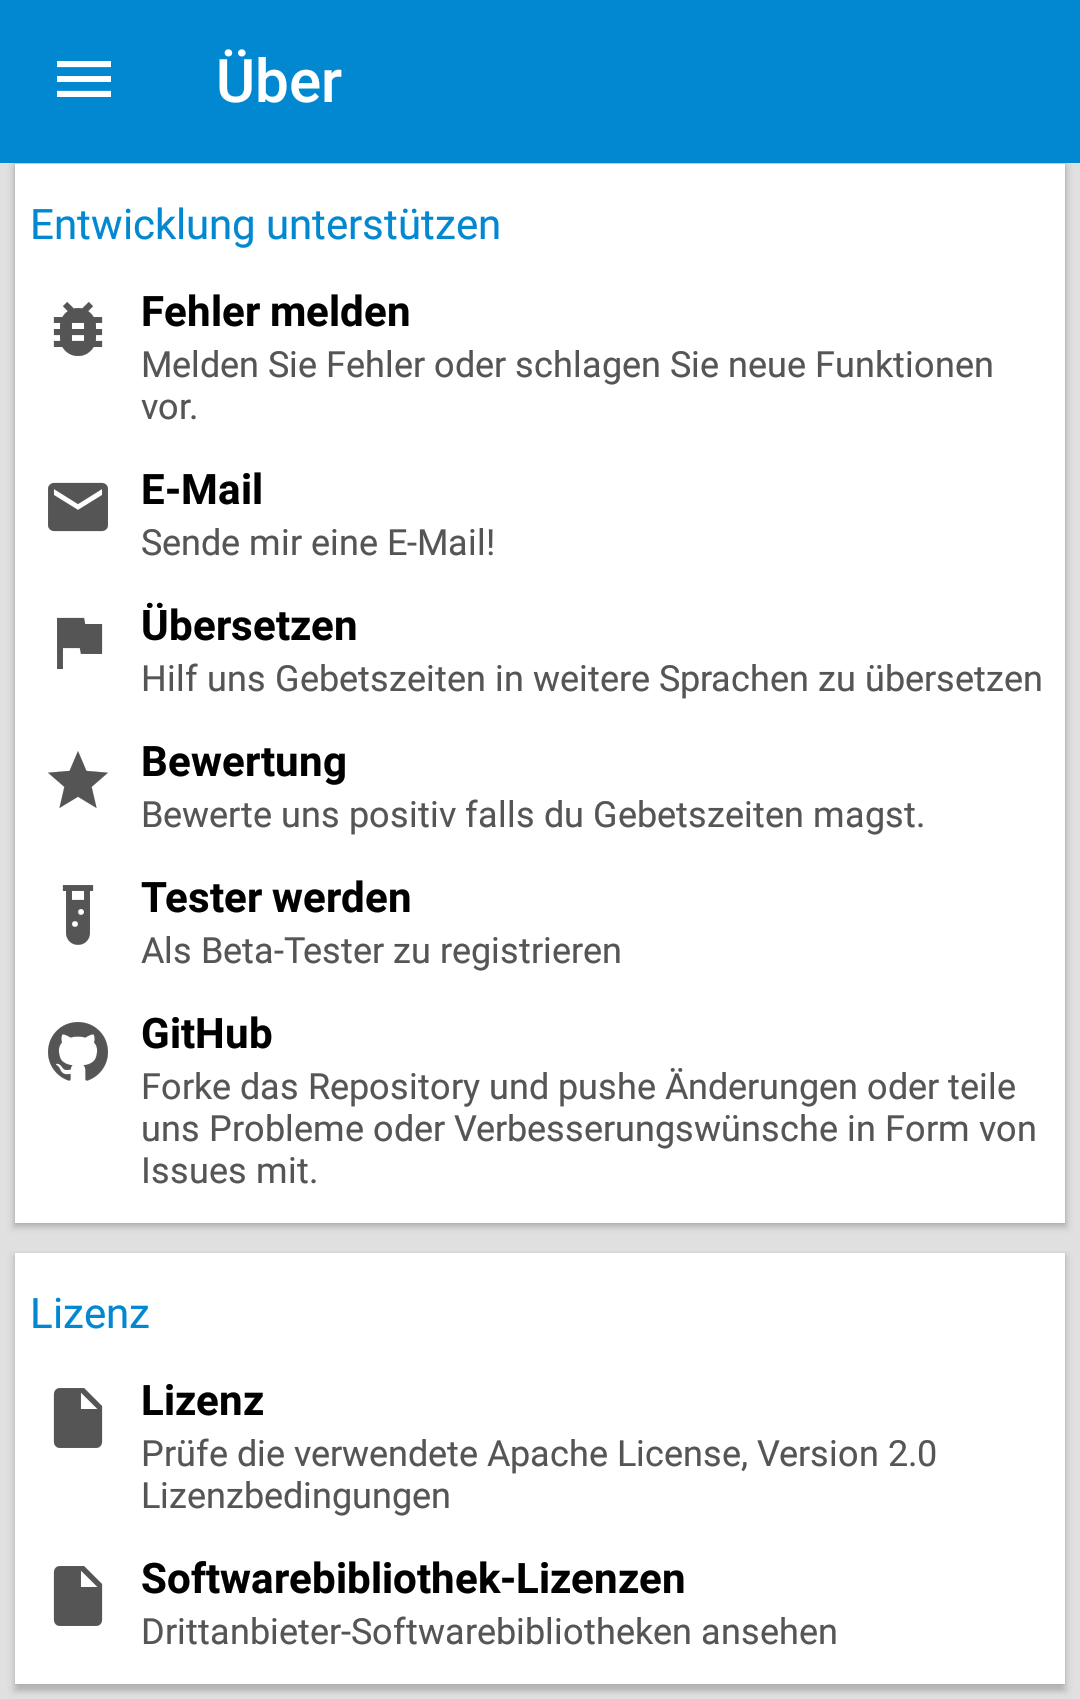 Über
Entwicklung unterstützen
Fehler melden
Melden Sie Fehler oder schlagen Sie neue Funktionen
vor.
E-Mail
Sende mir eine E-Mail!
Übersetzen
Hilf uns Gebetszeiten in weitere Sprachen zu übersetzen
Bewertung
Bewerte uns positiv falls du Gebetszeiten magst.
Tester werden
Als Beta-Tester zu registrieren
GitHub
Forke das Repository und pushe Änderungen oder teile
uns Probleme oder Verbesserungswünsche in Form von
Issues mit.
Lizenz
Lizenz
Prüfe die verwendete Apache License, Version 2.0
Lizenzbedingungen
Softwarebibliothek-Lizenzen
Drittanbieter-Softwarebibliotheken ansehen